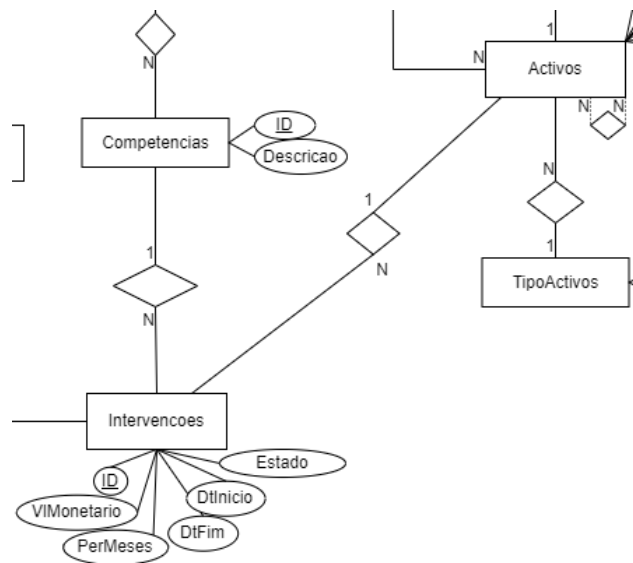 1
N
N
Activos
N
N
ID
Competencias
Descricao
N
1
1
N
1
TipoActivos
N
Intervencoes
Estado
ID
DtInicio
VlMonetario
DtFim
PerMeses